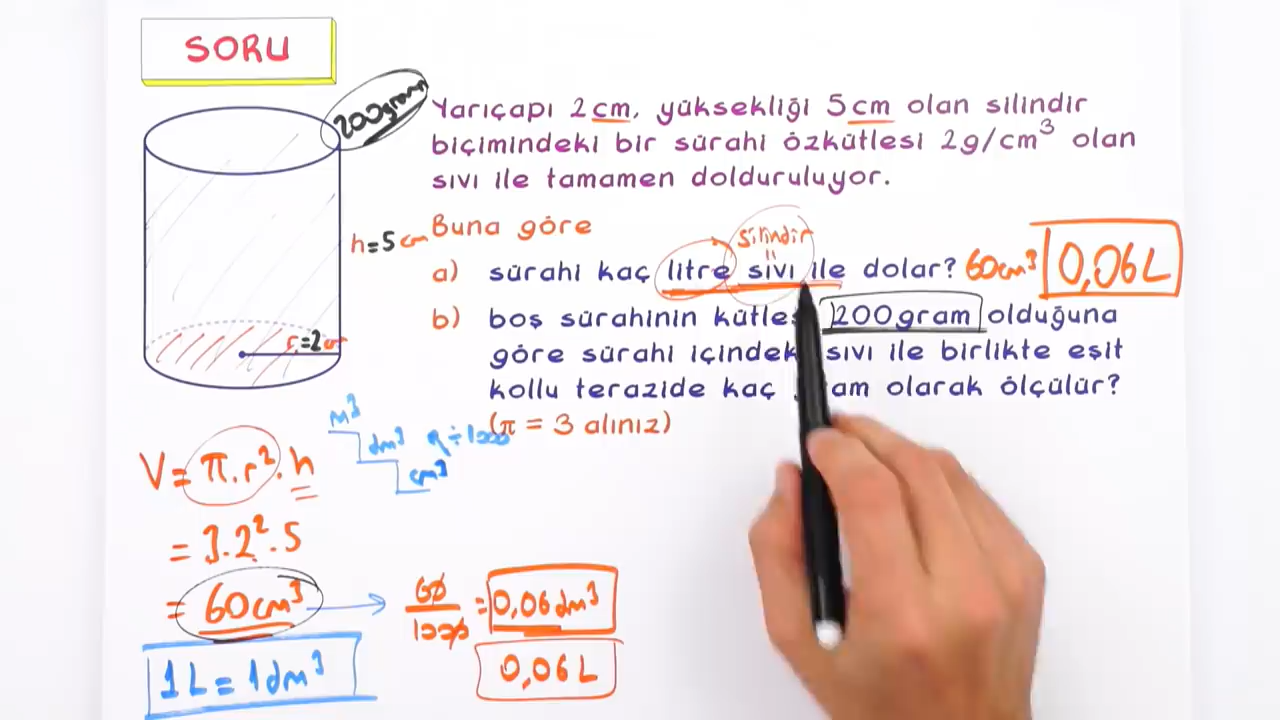 SORU
200gram
Yarıçapı 2cm, yüksekliği 5cm olan silindir
biçimindeki bir sürahi özkütlesi 2g/cm³ olan
sıvı ile tamamen dolduruluyor.
h=5cm
Buna göre
silindir
a) sürahi kaç litre sıvı ile dolar? 60cm³ 0,06L
b) boş sürahinin 200gram olduğuna
göre sürahi sıvı ile birlikte eşit
kollu terazide kaç olarak ölçülür?
(π = 3 alınız)
r=2cm
m³
dm³ ÷1000
cm³
V=π.r².h
= 3.2².5
= 60cm³
60/1000 = 0,06dm³
0,06L
1L=1dm³